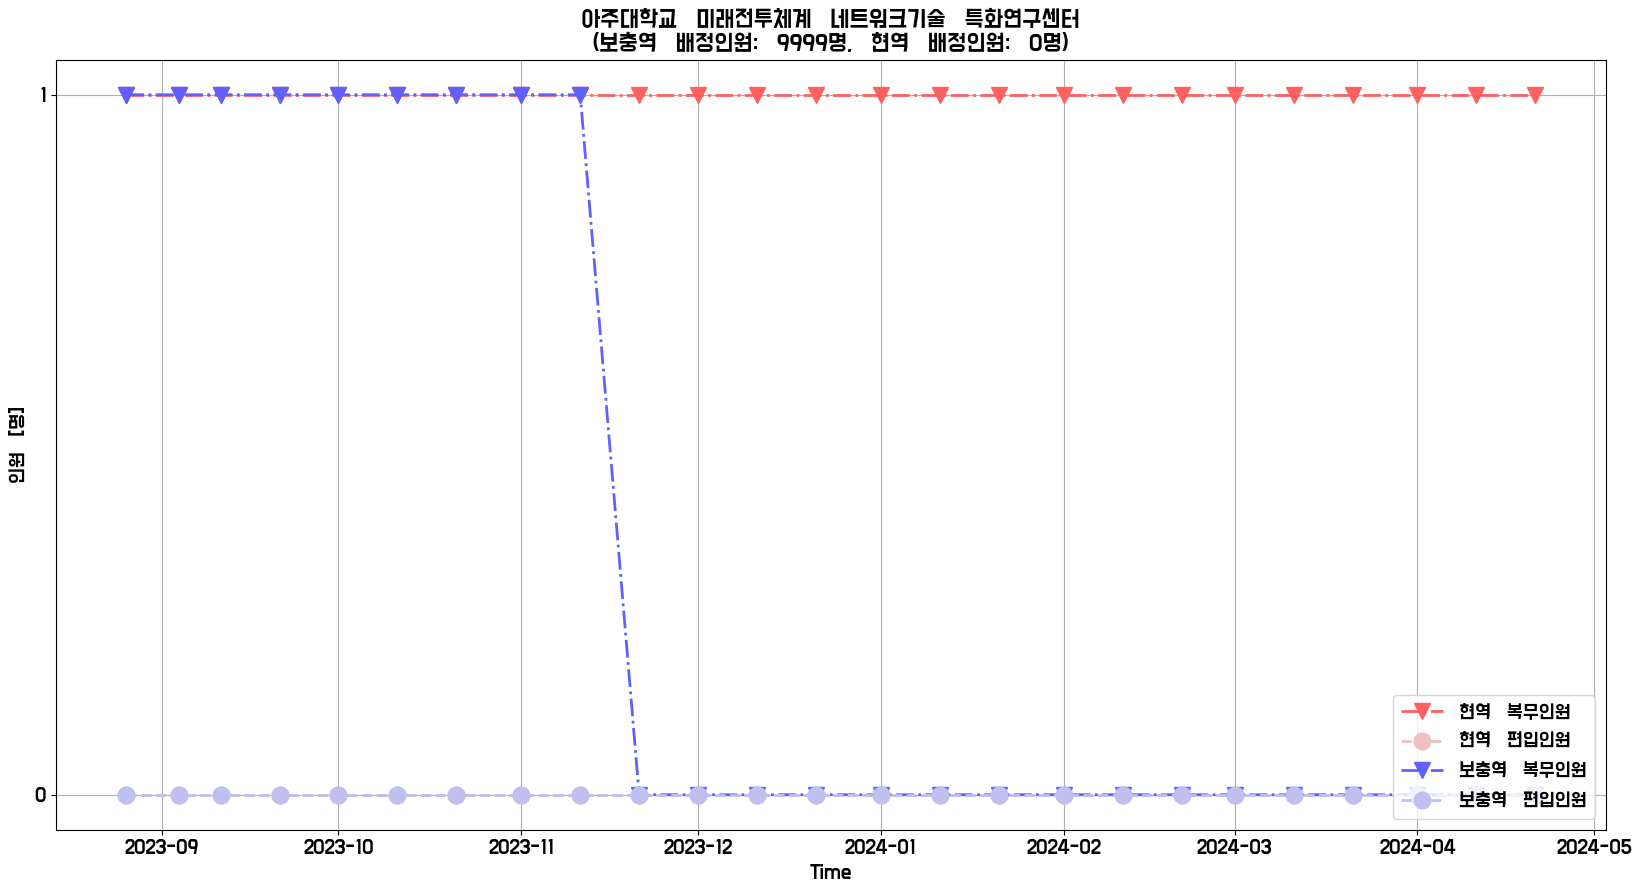 아주대학교 미래전투체계 네트워크기술 특화연구센터
(보충역 배정인원: 9999명, 현역 배정인원: 0명)
1
0
인원 [명]
2023-09 2023-10 2023-11 2023-12 2024-01 2024-02 2024-03 2024-04 2024-05
Time
현역 복무인원
현역 편입인원
보충역 복무인원
보충역 편입인원